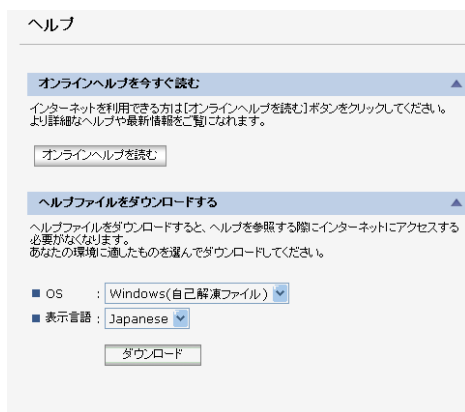 ヘルプ
オンラインヘルプを今すぐ読む
インターネットを利用できる方は[オンラインヘルプを読む]ボタンをクリックしてください。
より詳細なヘルプや最新情報をご覧になれます。
オンラインヘルプを読む
ヘルプファイルをダウンロードする
ヘルプファイルをダウンロードすると、ヘルプを参照する際にインターネットにアクセスする
必要がなくなります。
あなたの環境に適したものを選んでダウンロードしてください。
OS : Windows(自己解凍ファイル)
表示言語 : Japanese
ダウンロード